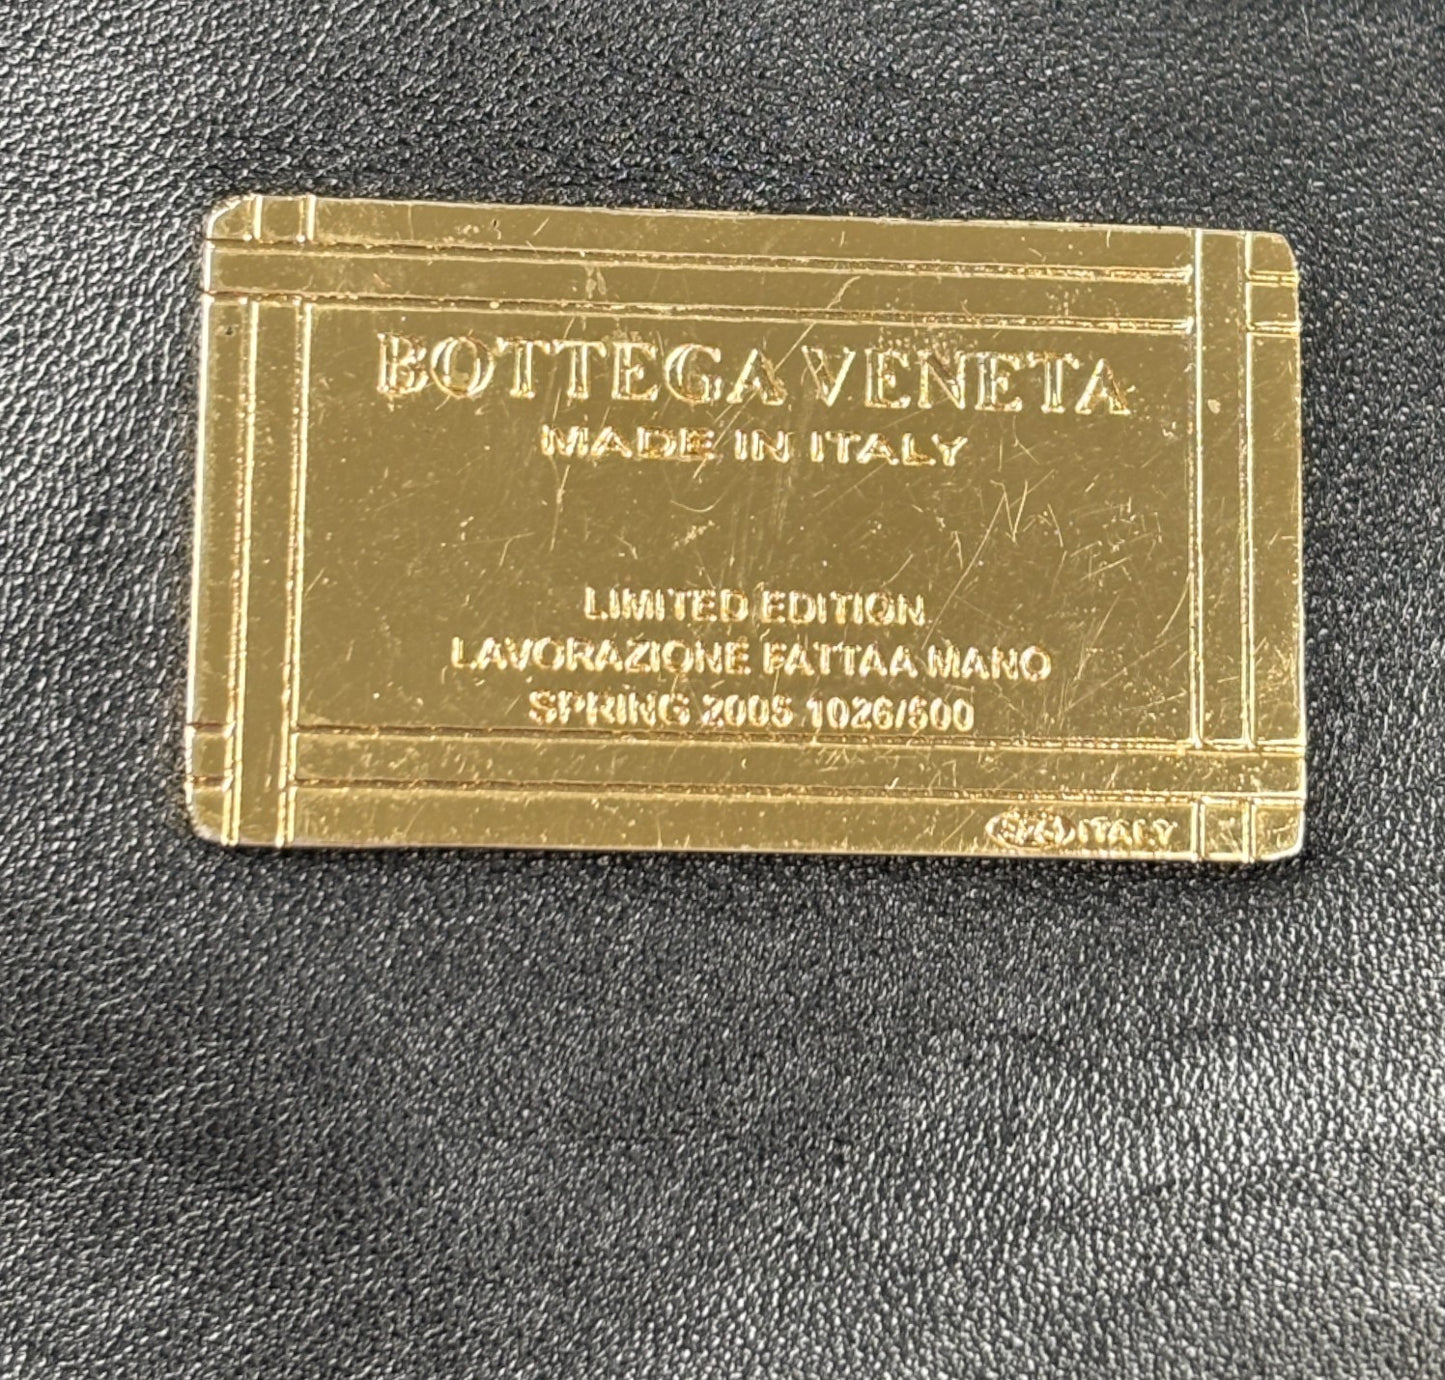 BOTTEGA VENETA
MADE IN ITALY
LIMITED EDITION
LAVORAZIONE FATTAA MANO
SPRING 2005 1026/500
ITALY